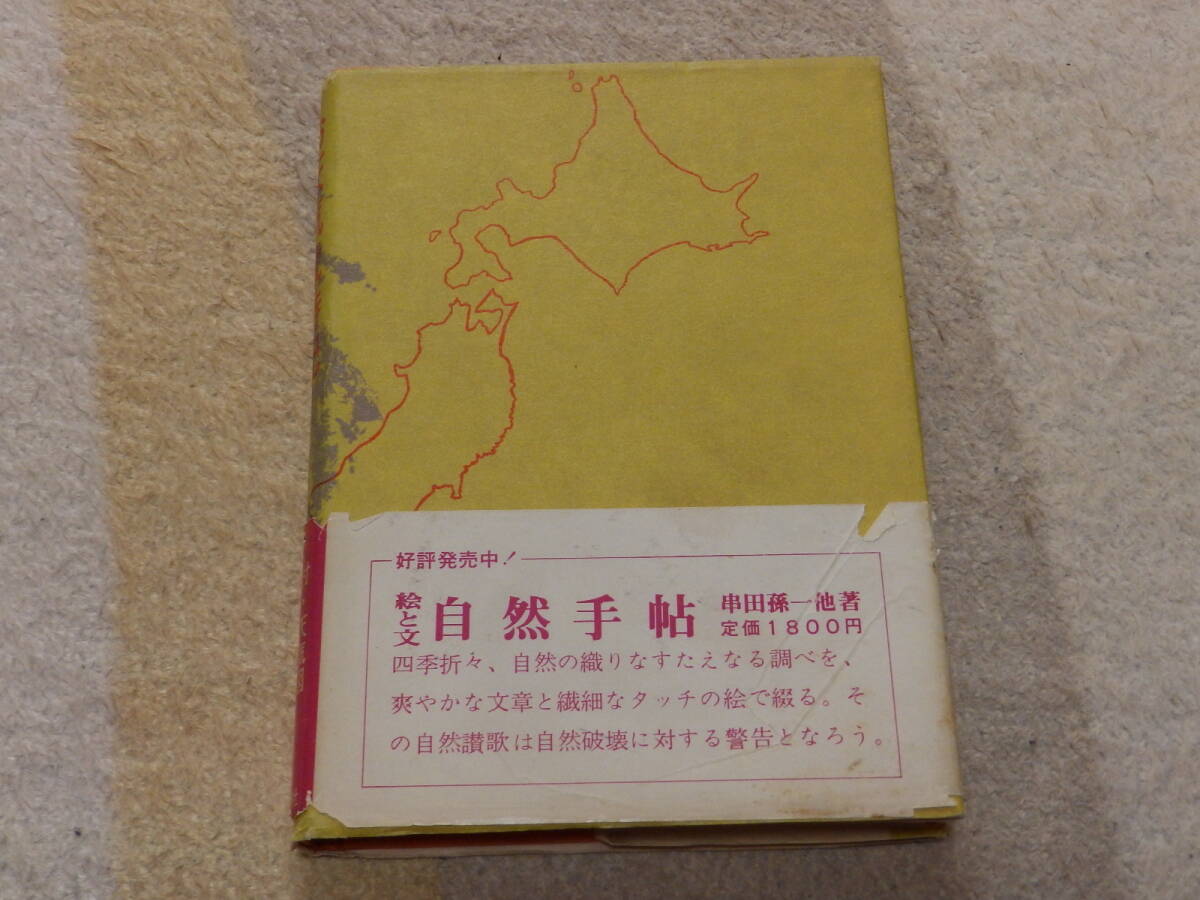 好評発売中!
絵と文 自然手帖 串田孫一他著
定価1800円
四季折々、自然の織りなすたえなる調べを、
爽やかな文章と繊細なタッチの絵で綴る。そ
の自然讃歌は自然破壊に対する警告となろう。